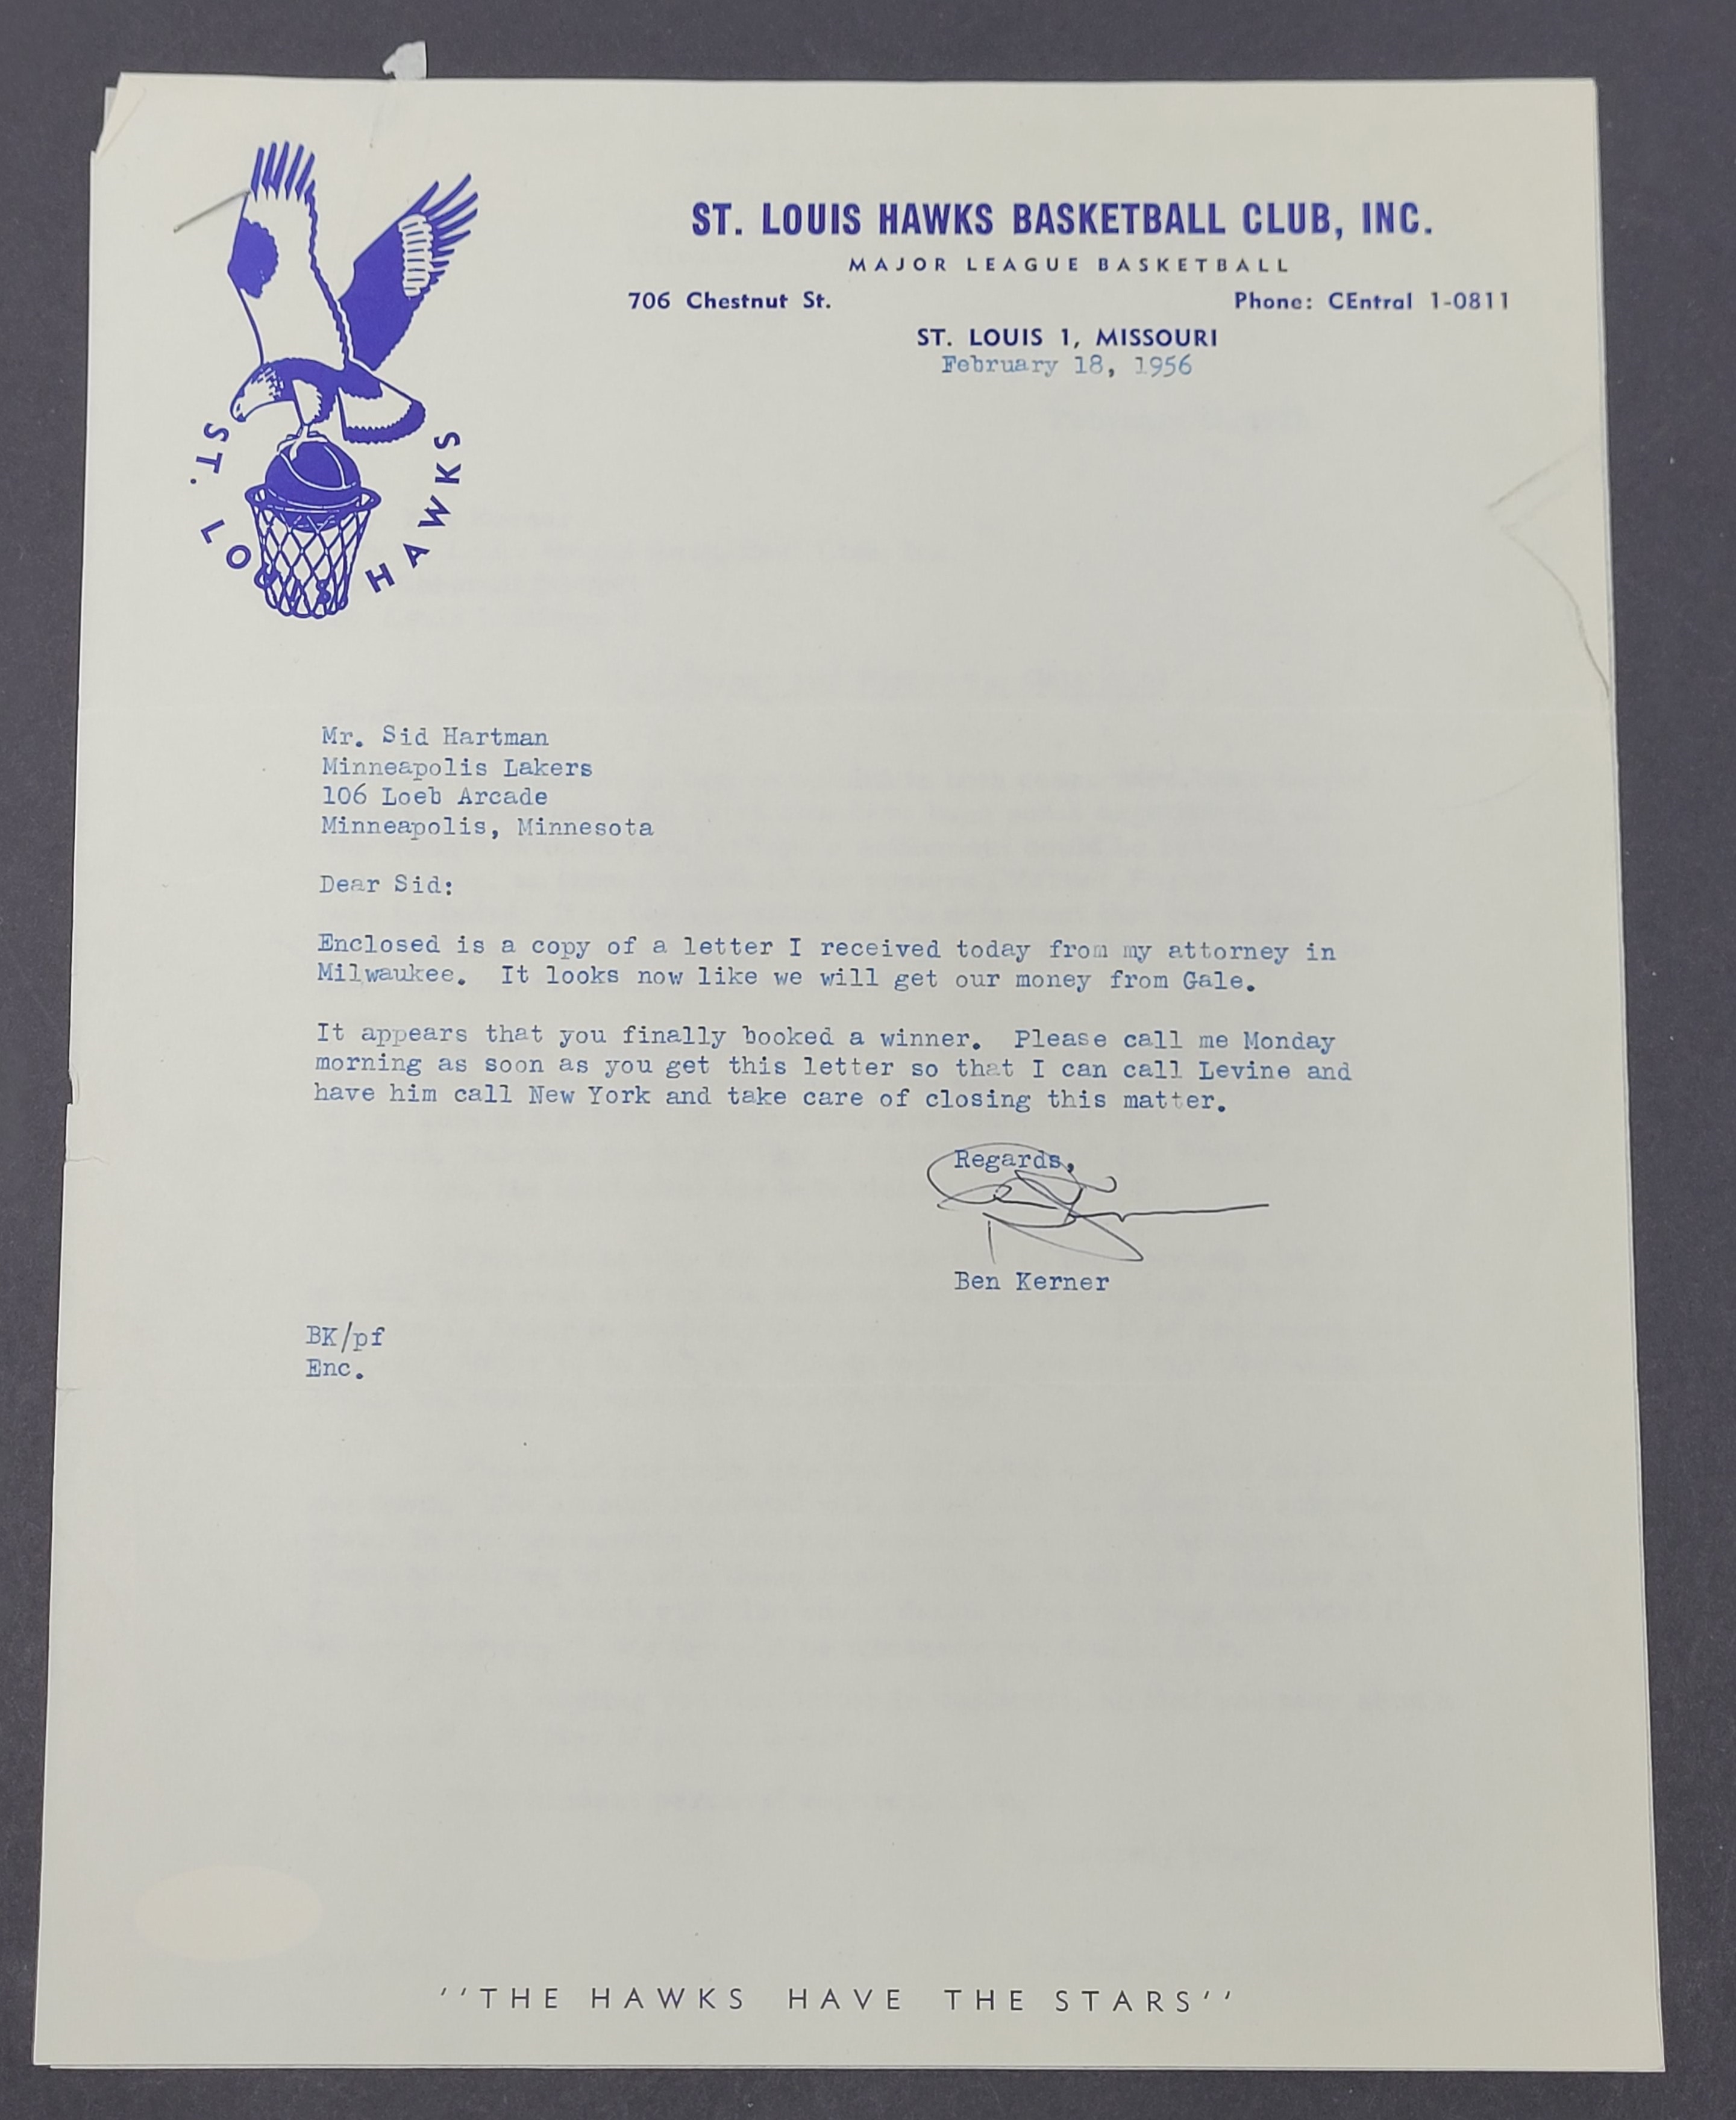 ST. LOUIS HAWKS
ST. LOUIS HAWKS BASKETBALL CLUB, INC.
MAJOR LEAGUE BASKETBALL
706 Chestnut St. Phone: CEntral 1-0811
ST. LOUIS 1, MISSOURI
February 18, 1956
Mr. Sid Hartman
Minneapolis Lakers
106 Loeb Arcade
Minneapolis, Minnesota
Dear Sid:
Enclosed is a copy of a letter I received today from my attorney in
Milwaukee. It looks now like we will get our money from Gale.
It appears that you finally booked a winner. Please call me Monday
morning as soon as you get this letter so that I can call Levine and
have him call New York and take care of closing this matter.
Regards,
Ben Kerner
BK/pf
Enc.
''THE HAWKS HAVE THE STARS''